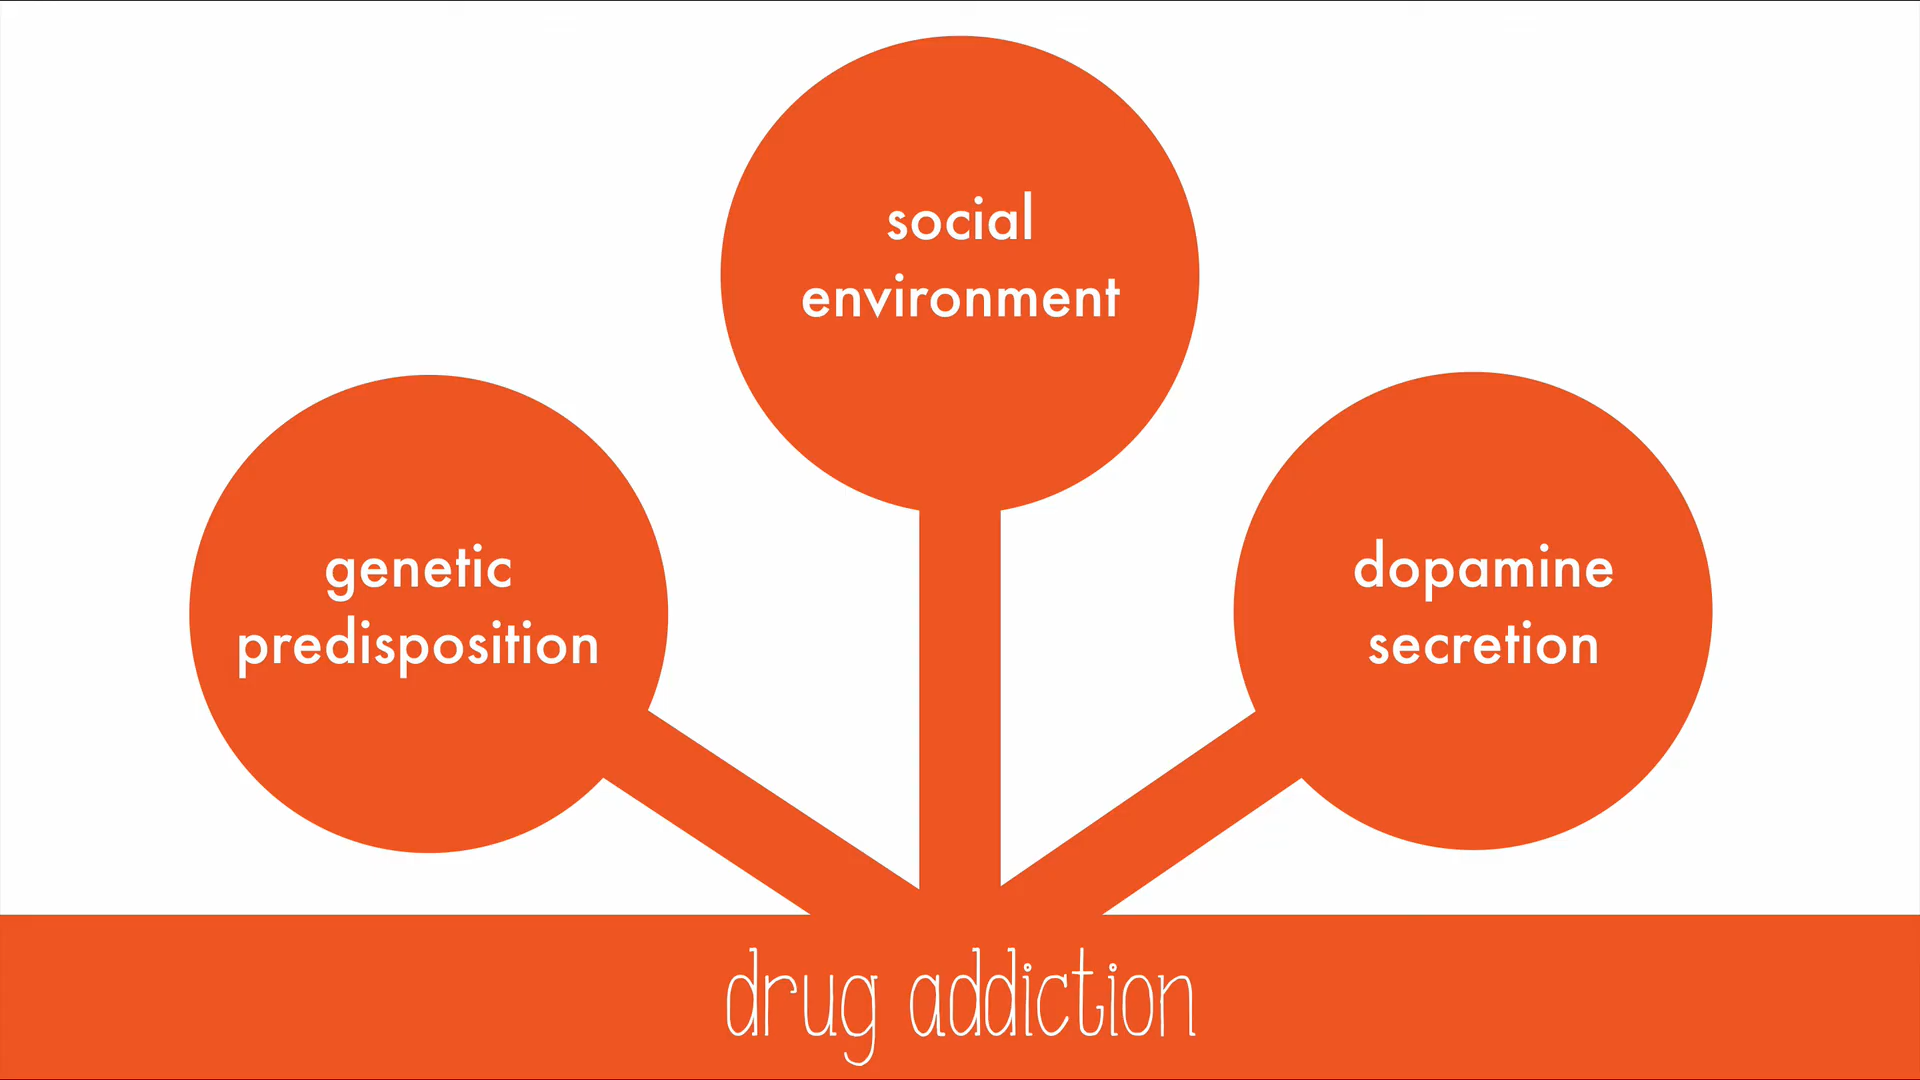 social
environment
genetic
predisposition
dopamine
secretion
drug addiction